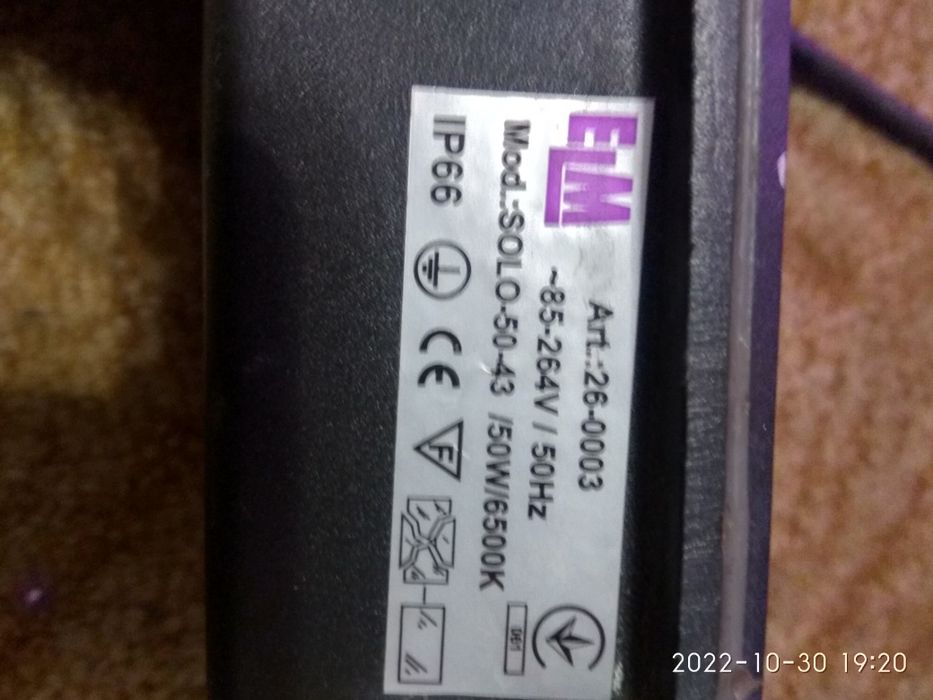 ELM
Art.:26-0003
~85-264V / 50Hz
Mod.:SOLO-50-43 /50W/6500K
IP66
CE
F
2022-10-30 19:20